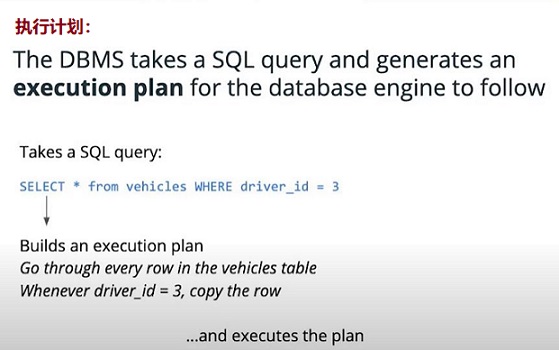 执行计划：
The DBMS takes a SQL query and generates an
execution plan for the database engine to follow
Takes a SQL query:
SELECT * from vehicles WHERE driver_id = 3
Builds an execution plan
Go through every row in the vehicles table
Whenever driver_id = 3, copy the row
...and executes the plan